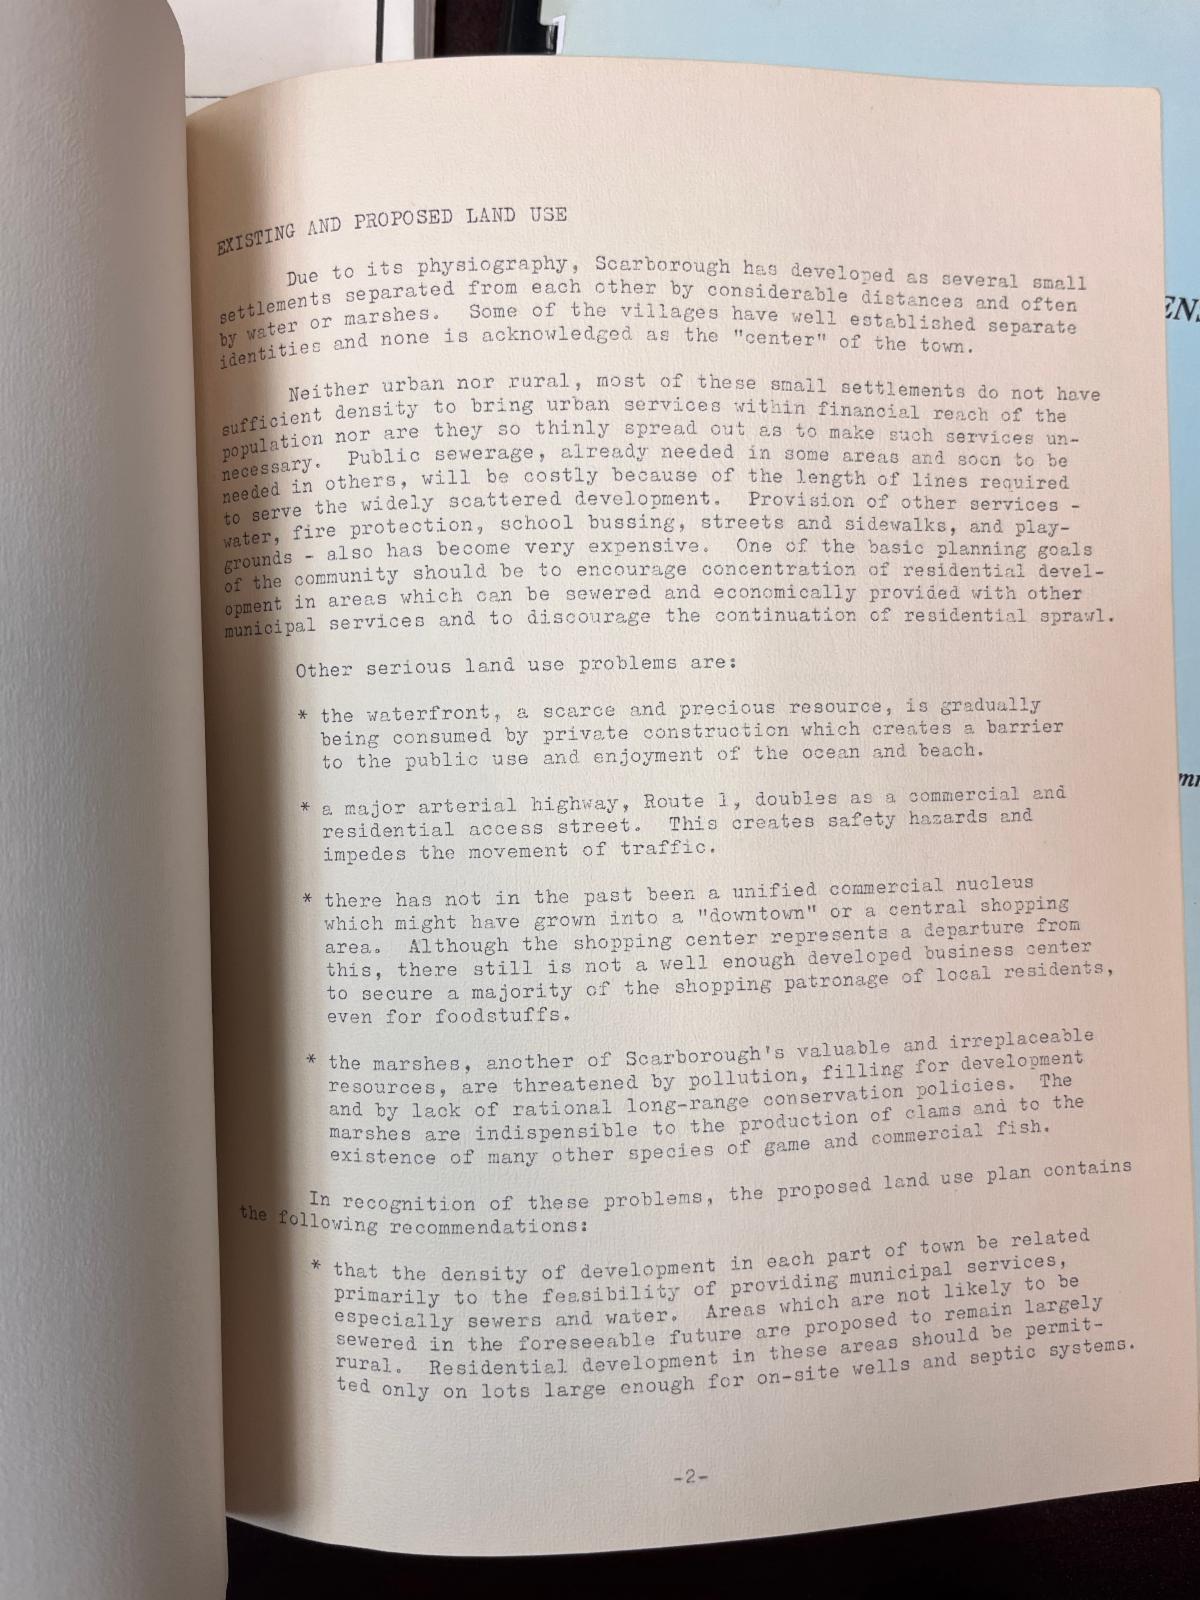 EXISTING AND PROPOSED LAND USE
Due to its physiography, Scarborough has developed as several small
settlements separated from each other by considerable distances and often
by water or marshes. Some of the villages have well established separate
identities and none is acknowledged as the "center" of the town.
Neither urban nor rural, most of these small settlements do not have
sufficient density to bring urban services within financial reach of the
population nor are they so thinly spread out as to make such services un-
necessary. Public sewerage, already needed in some areas and soon to be
needed in others, will be costly because of the length of lines required
to serve the widely scattered development. Provision of other services -
water, fire protection, school bussing, streets and sidewalks, and play-
grounds - also has become very expensive. One of the basic planning goals
of the community should be to encourage concentration of residential devel-
opment in areas which can be sewered and economically provided with other
municipal services and to discourage the continuation of residential sprawl.
Other serious land use problems are:
* the waterfront, a scarce and precious resource, is gradually
being consumed by private construction which creates a barrier
to the public use and enjoyment of the ocean and beach.
* a major arterial highway, Route 1, doubles as a commercial and
residential access street. This creates safety hazards and
impedes the movement of traffic.
* there has not in the past been a unified commercial nucleus
which might have grown into a "downtown" or a central shopping
area. Although the shopping center represents a departure from
this, there still is not a well enough developed business center
to secure a majority of the shopping patronage of local residents,
even for foodstuffs.
* the marshes, another of Scarborough's valuable and irreplaceable
resources, are threatened by pollution, filling for development
and by lack of rational long-range conservation policies. The
marshes are indispensible to the production of clams and to the
existence of many other species of game and commercial fish.
In recognition of these problems, the proposed land use plan contains
the following recommendations:
* that the density of development in each part of town be related
primarily to the feasibility of providing municipal services,
especially sewers and water. Areas which are not likely to be
sewered in the foreseeable future are proposed to remain largely
rural. Residential development in these areas should be permit-
ted only on lots large enough for on-site wells and septic systems.
-2-